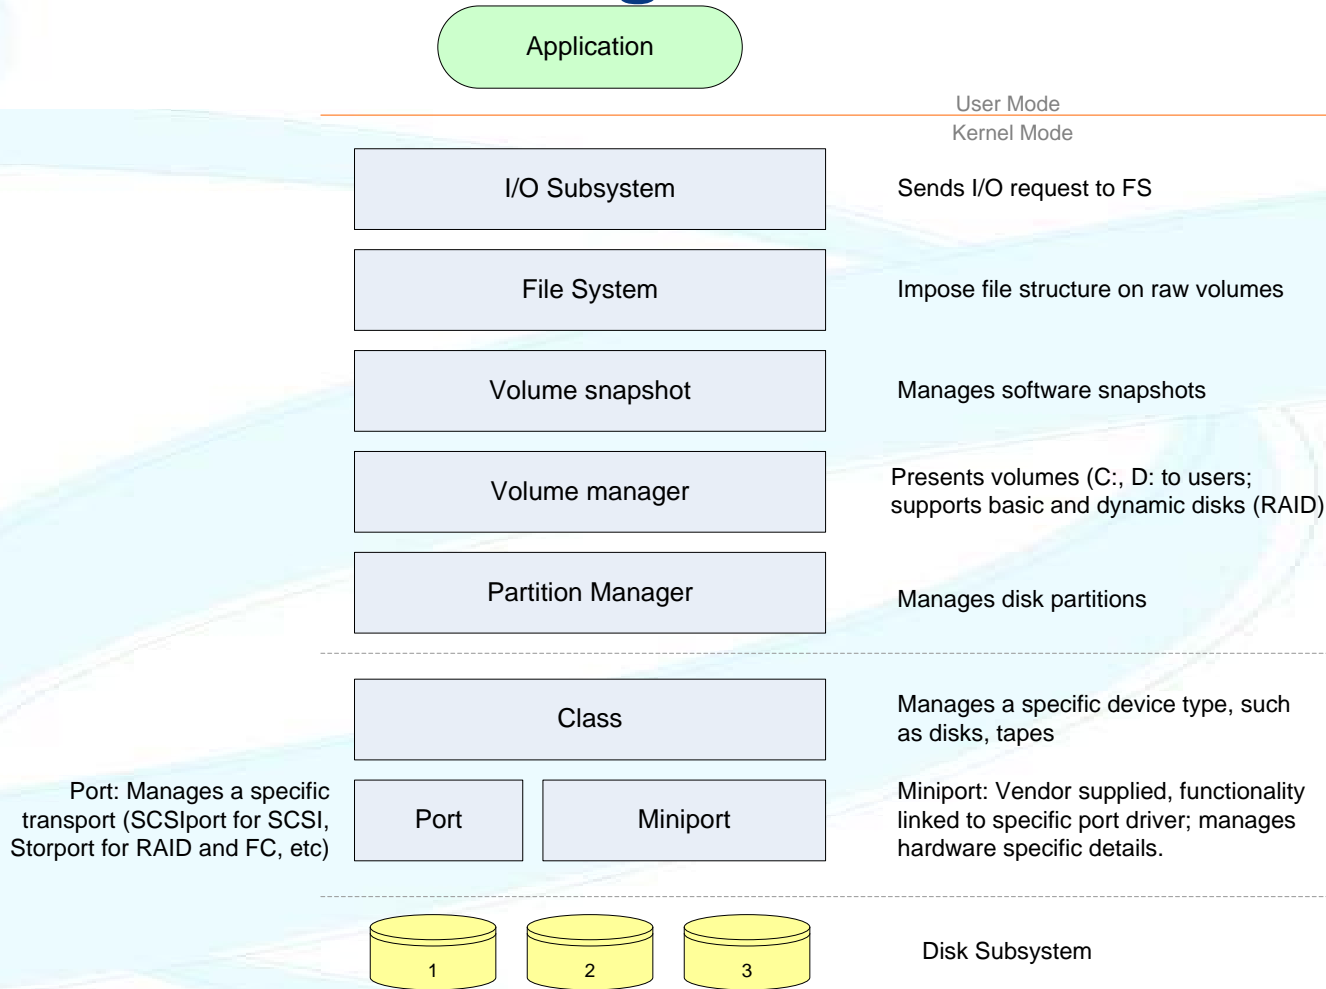 Application
User Mode
Kernel Mode
I/O Subsystem
Sends I/O request to FS
File System
Impose file structure on raw volumes
Volume snapshot
Manages software snapshots
Volume manager
Presents volumes (C:, D: to users;
supports basic and dynamic disks (RAID)
Partition Manager
Manages disk partitions
Class
Manages a specific device type, such
as disks, tapes
Port: Manages a specific
transport (SCSIport for SCSI,
Storport for RAID and FC, etc)
Port
Miniport
Miniport: Vendor supplied, functionality
linked to specific port driver; manages
hardware specific details.
1
2
3
Disk Subsystem